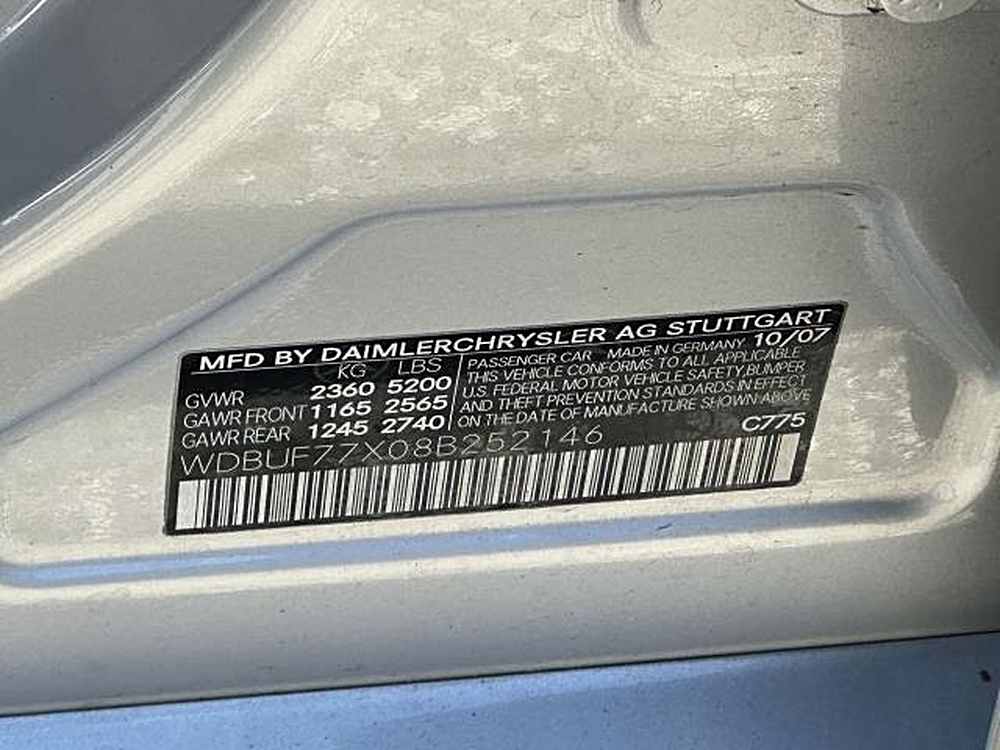 MFD BY DAIMLERCHRYSLER AG STUTTGART
KG LBS
GVWR 2360 5200
GAWR FRONT 1165 2565
GAWR REAR 1245 2740
PASSENGER CAR MADE IN GERMANY 10/07
THIS VEHICLE CONFORMS TO ALL APPLICABLE
U.S. FEDERAL MOTOR VEHICLE SAFETY,BUMPER
AND THEFT PREVENTION STANDARDS IN EFFECT
ON THE DATE OF MANUFACTURE SHOWN ABOVE
C775
WDBUF77X08B252146